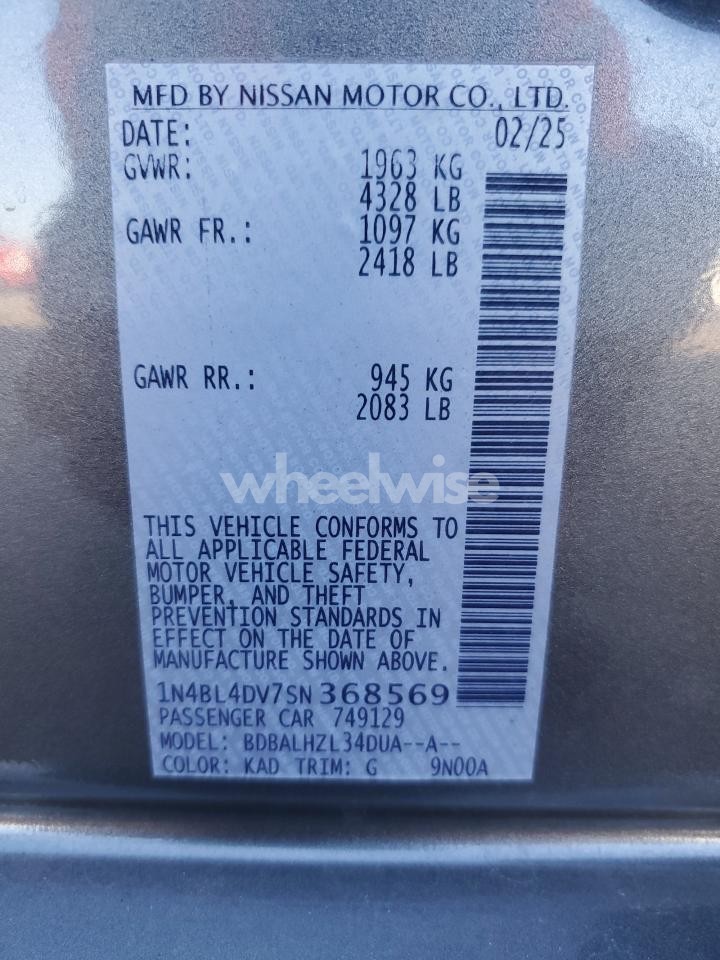 MFD BY NISSAN MOTOR CO., LTD.
DATE: 02/25
GVWR: 1963 KG
4328 LB
GAWR FR.: 1097 KG
2418 LB
GAWR RR.: 945 KG
2083 LB
wheelwise
THIS VEHICLE CONFORMS TO
ALL APPLICABLE FEDERAL
MOTOR VEHICLE SAFETY,
BUMPER, AND THEFT
PREVENTION STANDARDS IN
EFFECT ON THE DATE OF
MANUFACTURE SHOWN ABOVE.
1N4BL4DV7SN368569
PASSENGER CAR 749129
MODEL: BDBALHZL34DUA--A--
COLOR: KAD TRIM: G 9N00A